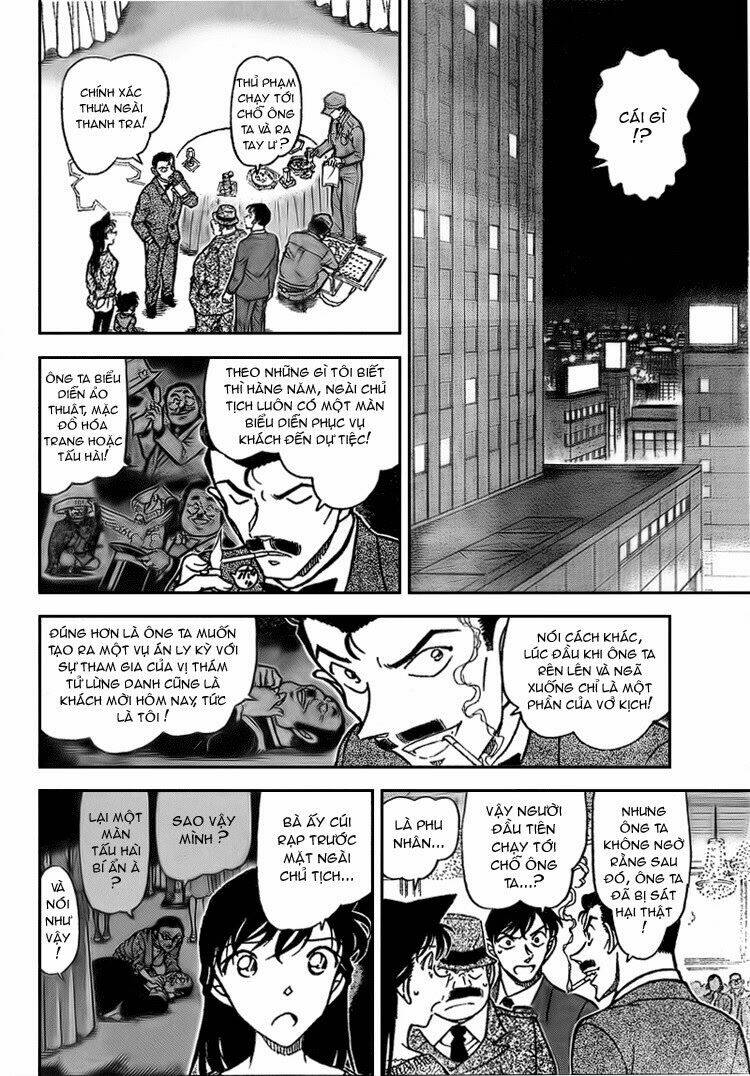 CÁI GÌ
!?
THỦ PHẠM
CHẠY TỚI
CHỖ ÔNG
TA VÀ RA
TAY Ư?
CHÍNH XÁC
THƯA NGÀI
THANH TRA!
THEO NHỮNG GÌ TÔI BIẾT
THÌ HÀNG NĂM, NGÀI CHỦ
TỊCH LUÔN CÓ MỘT MÀN
BIỂU DIỄN PHỤC VỤ
KHÁCH ĐẾN DỰ TIỆC!
ÔNG TA BIỂU
DIỄN ẢO
THUẬT, MẶC
ĐỒ HÓA
TRANG HOẶC
TẤU HÀI!
NÓI CÁCH KHÁC,
LÚC ĐẦU KHI ÔNG TA
RÊN LÊN VÀ NGÃ
XUỐNG CHỈ LÀ MỘT
PHẦN CỦA VỞ KỊCH!
ĐÚNG HƠN LÀ ÔNG TA MUỐN
TẠO RA MỘT VỤ ÁN LY KỲ VỚI
SỰ THAM GIA CỦA VỊ THÁM
TỬ LỪNG DANH CŨNG LÀ
KHÁCH MỜI HÔM NAY, TỨC
LÀ TÔI!
NHƯNG
ÔNG TA
KHÔNG NGỜ
RẰNG SAU
ĐÓ, ÔNG TA
ĐÃ BỊ SÁT
HẠI THẬT!
VẬY NGƯỜI
ĐẦU TIÊN
CHẠY TỚI
CHỖ ÔNG
TA...?
LÀ PHU
NHÂN...
BÀ ẤY CÚI
RẠP TRƯỚC
MẶT NGÀI
CHỦ TỊCH...
SAO VẬY
MÌNH?
LẠI MỘT
MÀN
TẤU HÀI
BÍ ẨN À
?
VÀ
NÓI
NHƯ
VẬY!